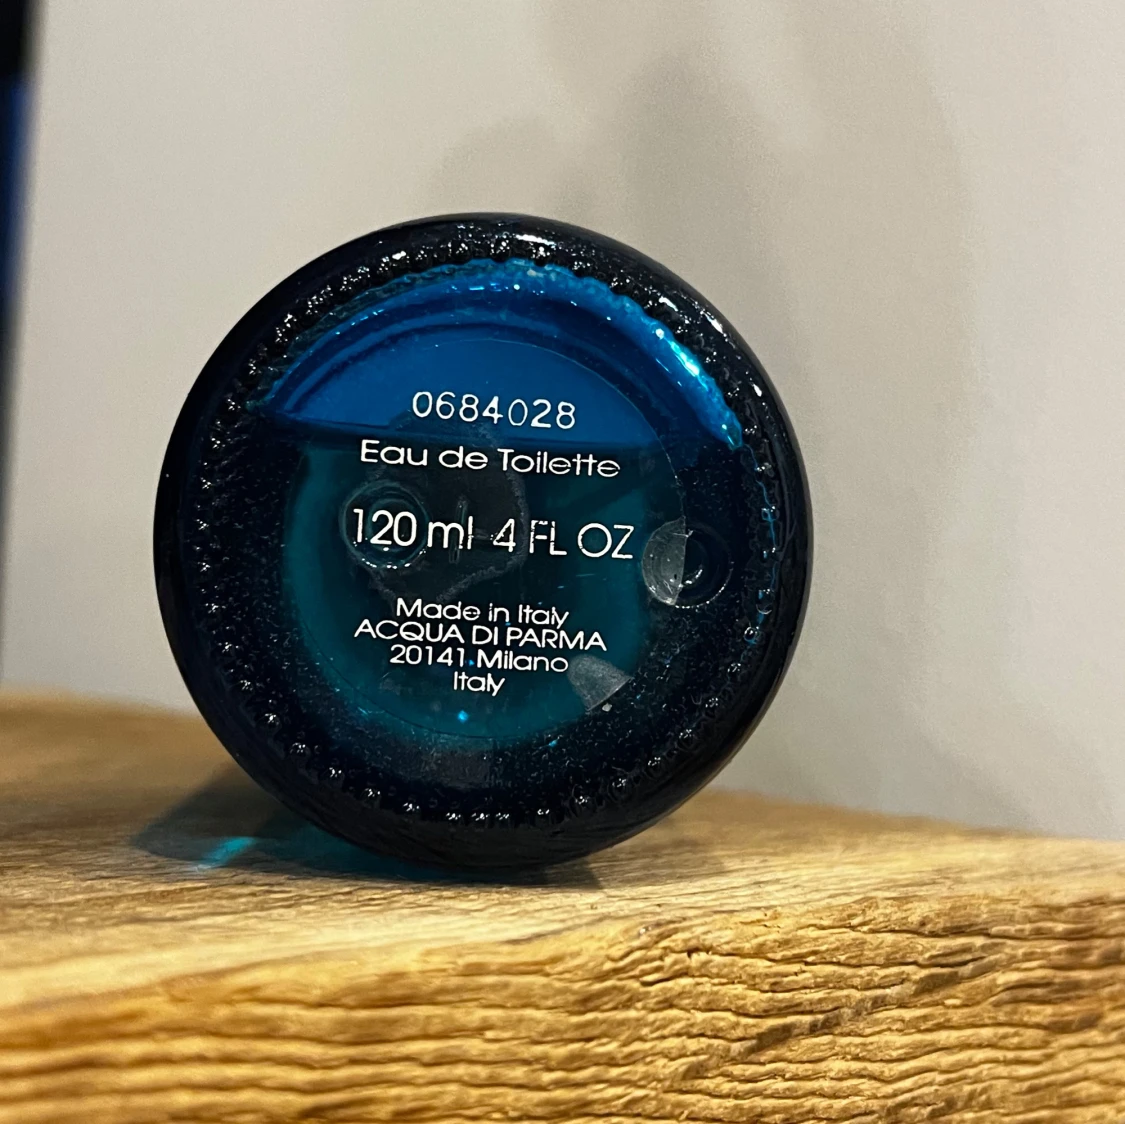 0684028
Eau de Toilette
120 ml 4 FL OZ
Made in Italy
ACQUA DI PARMA
20141 Milano
Italy